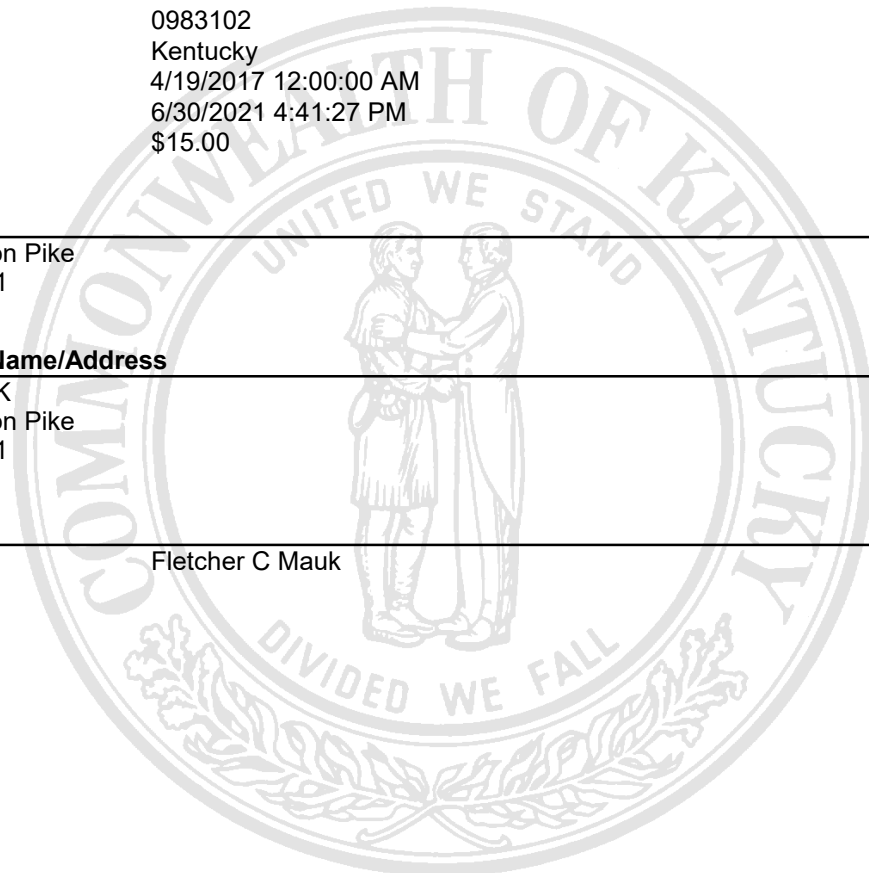 0983102
Kentucky
4/19/2017 12:00:00 AM
6/30/2021 4:41:27 PM
$15.00
COMMONWEALTH OF KENTUCKY
UNITED WE STAND
on Pike
1
Name/Address
K
on Pike
1
Fletcher C Mauk
DIVIDED WE FALL